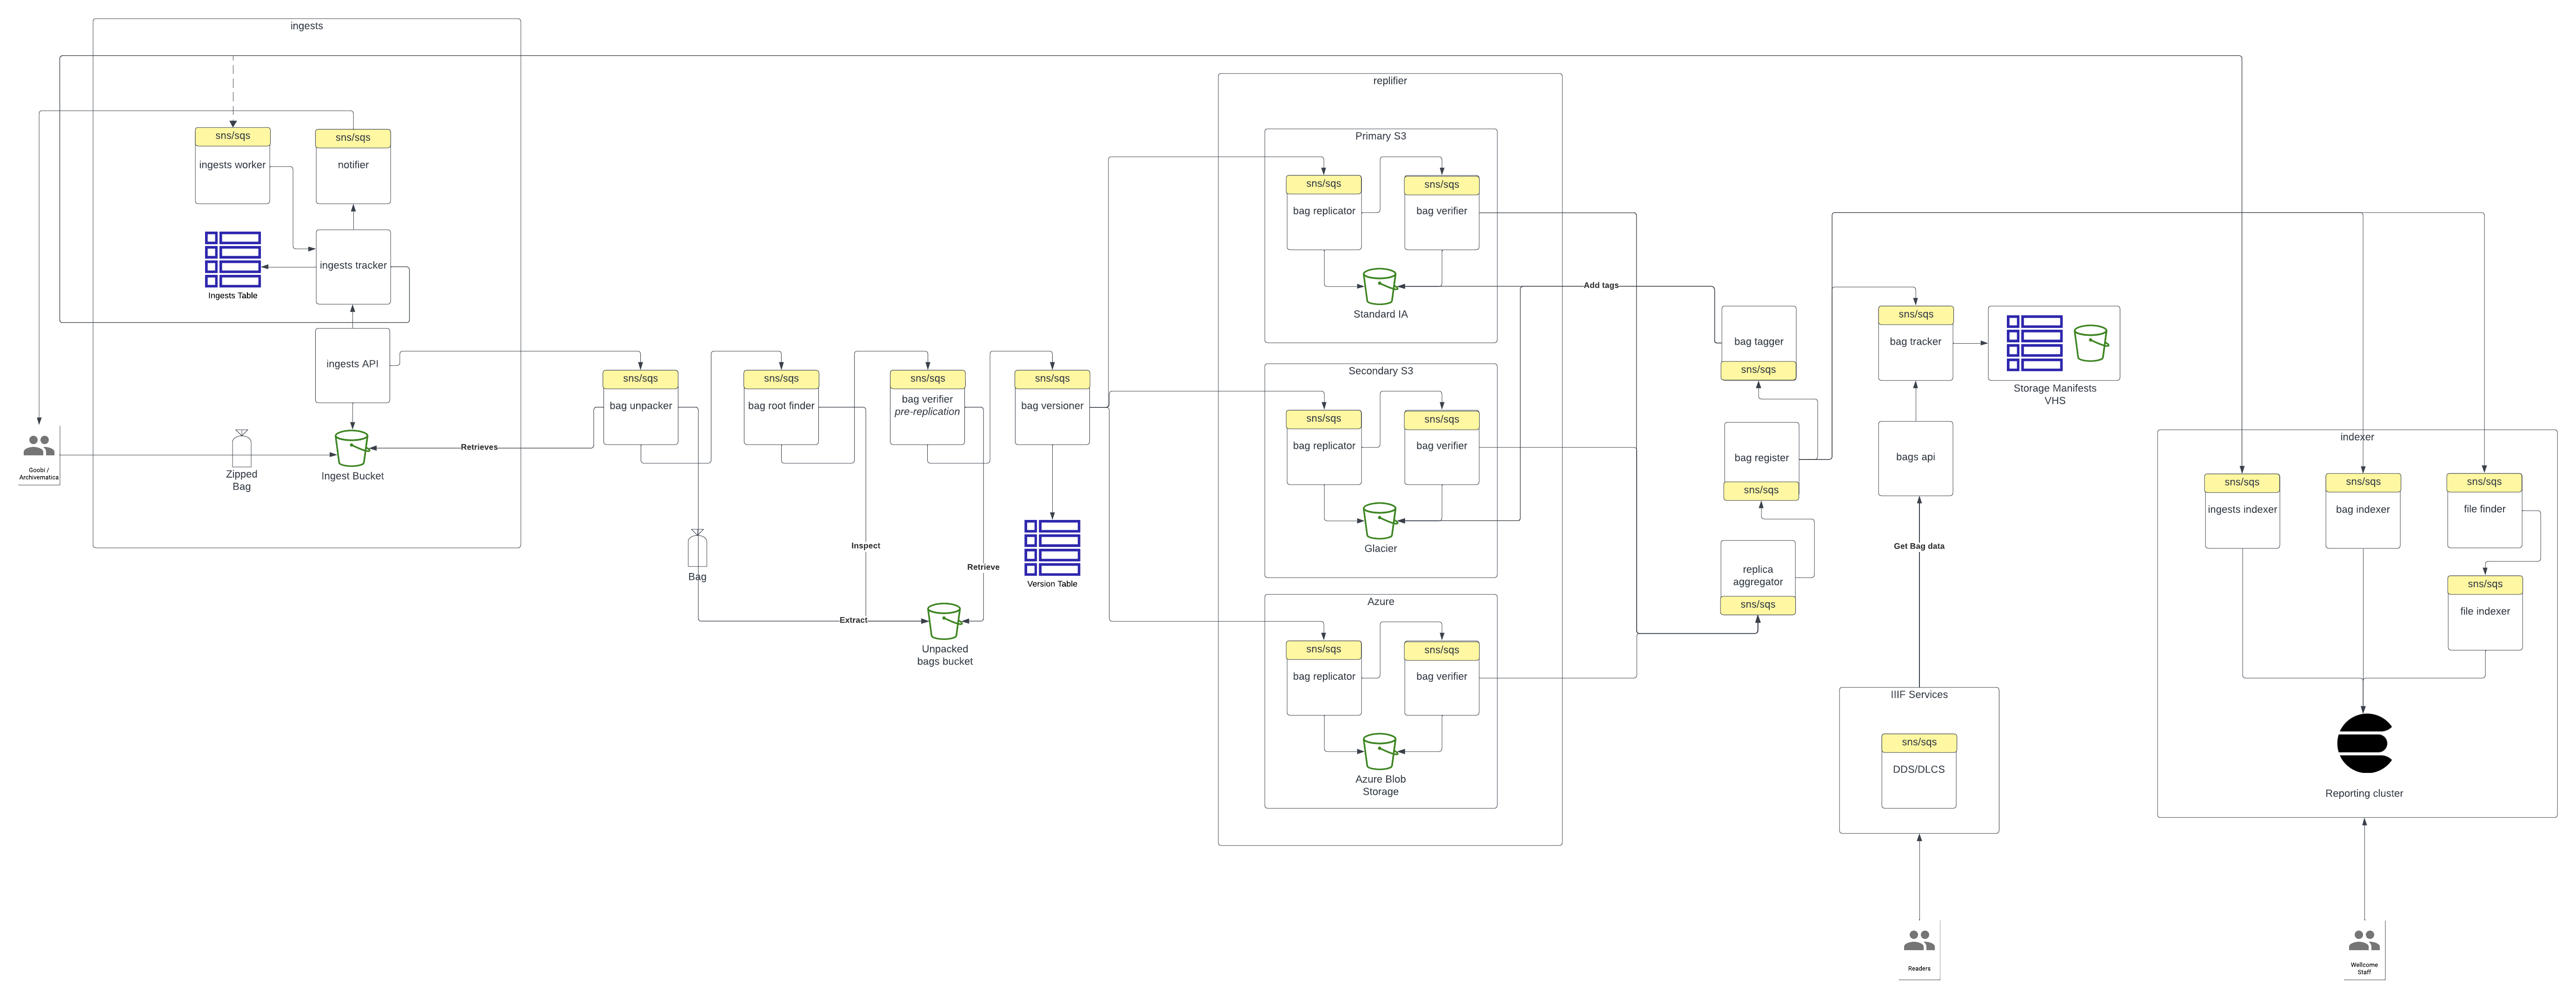 ingests
sns/sqs
ingests worker
sns/sqs
notifier
ingests tracker
Ingests Table
ingests API
Goobi /
Archivematica
Zipped
Bag
Ingest Bucket
Retrieves
sns/sqs
bag unpacker
sns/sqs
bag root finder
sns/sqs
bag verifier
pre-replication
sns/sqs
bag versioner
Bag
Inspect
Retrieve
Extract
Version Table
Unpacked
bags bucket
replifier
Primary S3
sns/sqs
bag replicator
sns/sqs
bag verifier
Standard IA
Secondary S3
sns/sqs
bag replicator
sns/sqs
bag verifier
Glacier
Azure
sns/sqs
bag replicator
sns/sqs
bag verifier
Azure Blob
Storage
Add tags
bag tagger
sns/sqs
bag register
sns/sqs
replica
aggregator
sns/sqs
sns/sqs
bag tracker
Storage Manifests
VHS
bags api
Get Bag data
IIIF Services
sns/sqs
DDS/DLCS
Readers
indexer
sns/sqs
ingests indexer
sns/sqs
bag indexer
sns/sqs
file finder
sns/sqs
file indexer
Reporting cluster
Wellcome
Staff